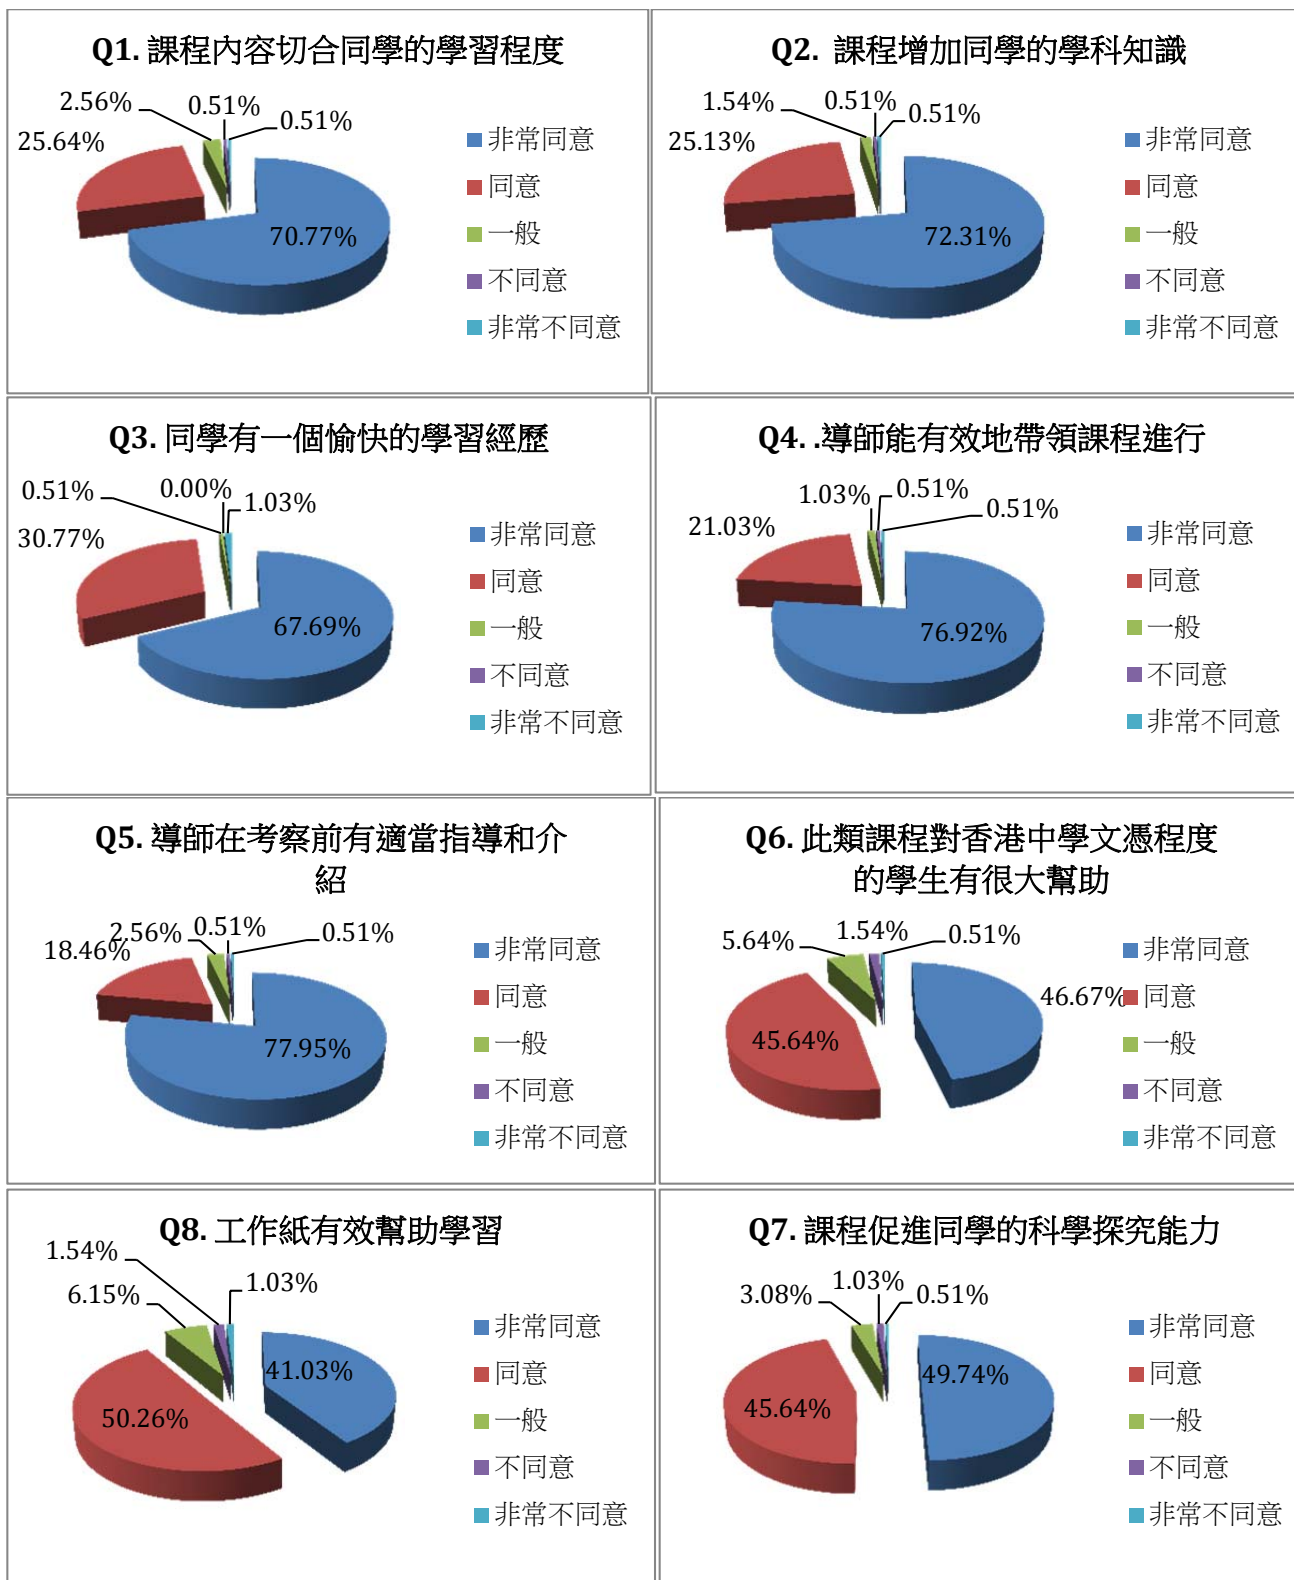 Q1. 課程內容切合同學的學習程度
2.56%
0.51%
0.51%
25.64%
70.77%
非常同意
同意
一般
不同意
非常不同意
Q2. 課程增加同學的學科知識
1.54%
0.51%
0.51%
25.13%
72.31%
非常同意
同意
一般
不同意
非常不同意
Q3. 同學有一個愉快的學習經歷
0.51%
0.00%
1.03%
30.77%
67.69%
非常同意
同意
一般
不同意
非常不同意
Q4. .導師能有效地帶領課程進行
1.03%
0.51%
0.51%
21.03%
76.92%
非常同意
同意
一般
不同意
非常不同意
Q5. 導師在考察前有適當指導和介
紹
18.46%
2.56%
0.51%
0.51%
77.95%
非常同意
同意
一般
不同意
非常不同意
Q6. 此類課程對香港中學文憑程度
的學生有很大幫助
5.64%
1.54%
0.51%
46.67%
45.64%
非常同意
同意
一般
不同意
非常不同意
Q8. 工作紙有效幫助學習
1.54%
6.15%
1.03%
41.03%
50.26%
非常同意
同意
一般
不同意
非常不同意
Q7. 課程促進同學的科學探究能力
3.08%
1.03%
0.51%
49.74%
45.64%
非常同意
同意
一般
不同意
非常不同意